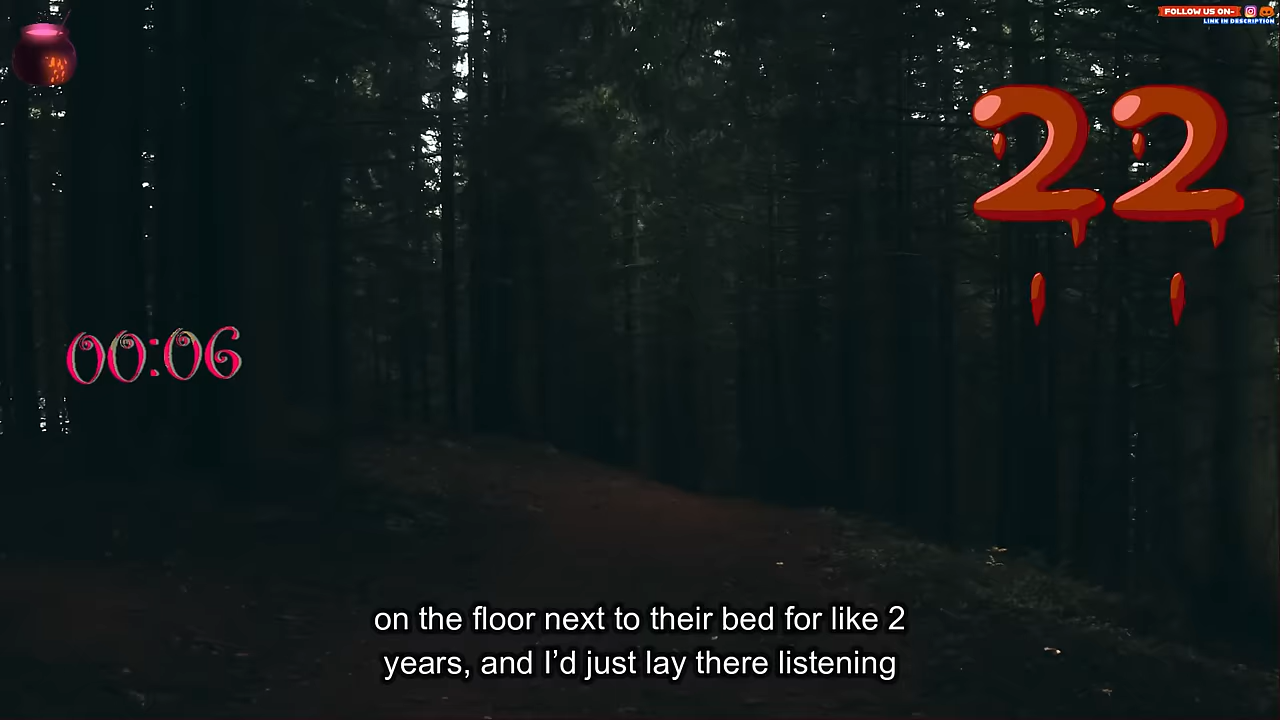 FOLLOW US ON-
LINK IN DESCRIPTION
22
00:06
on the floor next to their bed for like 2
years, and I’d just lay there listening